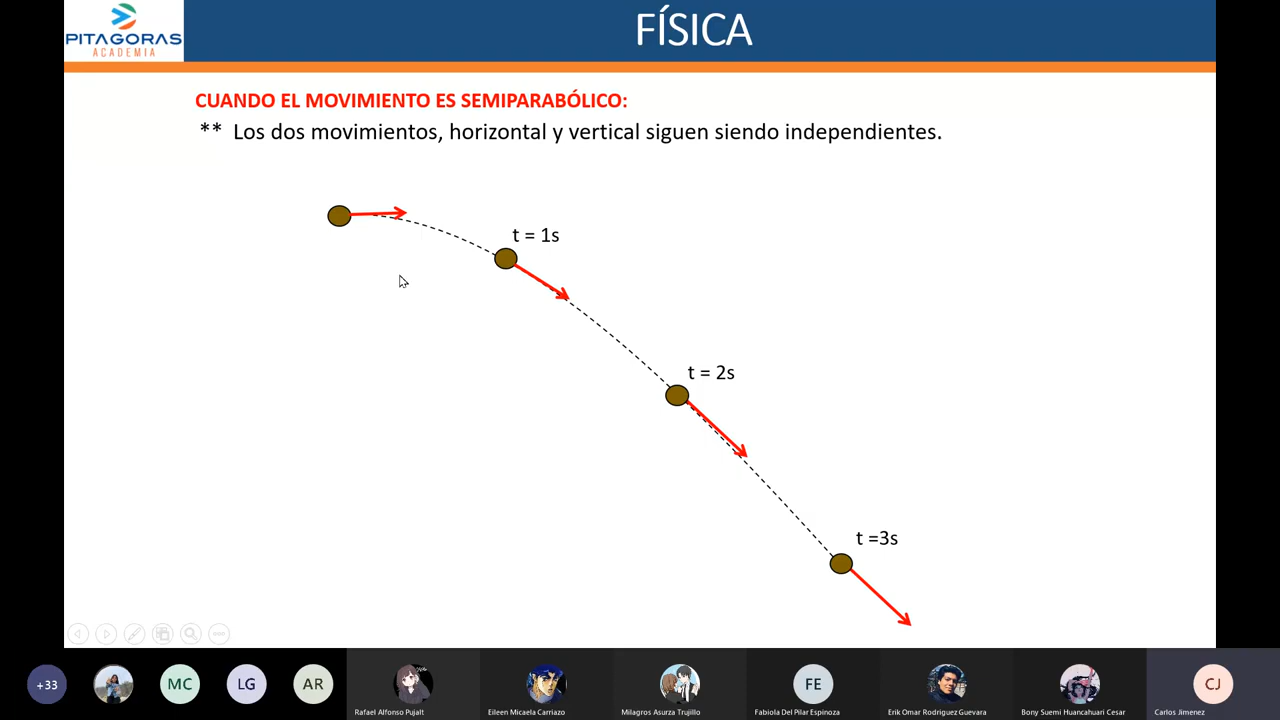 PITAGORAS
ACADEMIA
FÍSICA
CUANDO EL MOVIMIENTO ES SEMIPARABÓLICO:
** Los dos movimientos, horizontal y vertical siguen siendo independientes.
t = 1s
t = 2s
t =3s
+33
MC
LG
AR
FE
CJ
Rafael Alfonso Pujalt
Eileen Micaela Carriazo
Milagros Asurza Trujillo
Fabiola Del Pilar Espinoza
Erik Omar Rodriguez Guevara
Bony Suemi Huancahuari Cesar
Carlos Jimenez